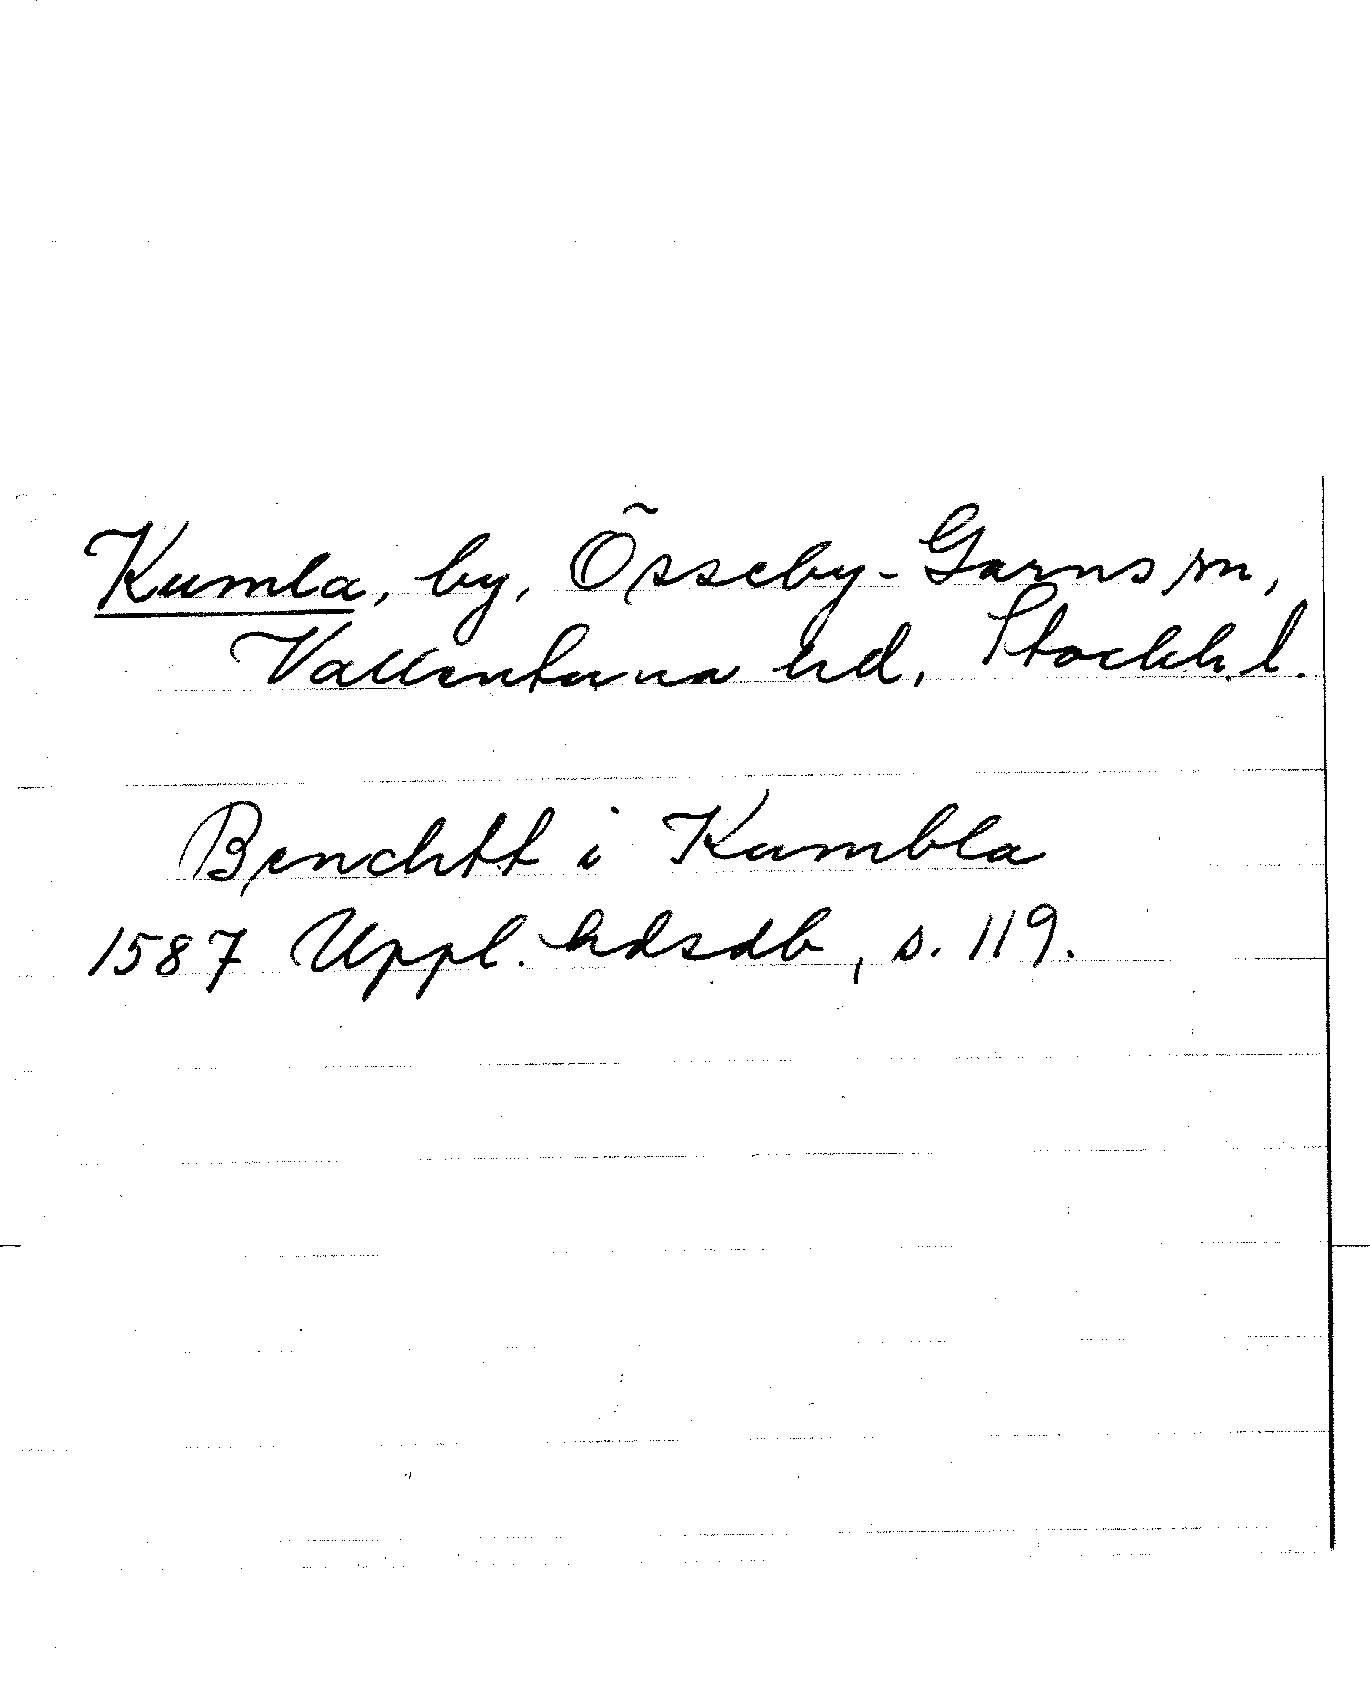 Kumla, by, Össeby-Garns sn,
Vallentuna hd, Stockh. l.
Benchtt i Kumbla
1587 Uppl. hdsdb, s. 119.